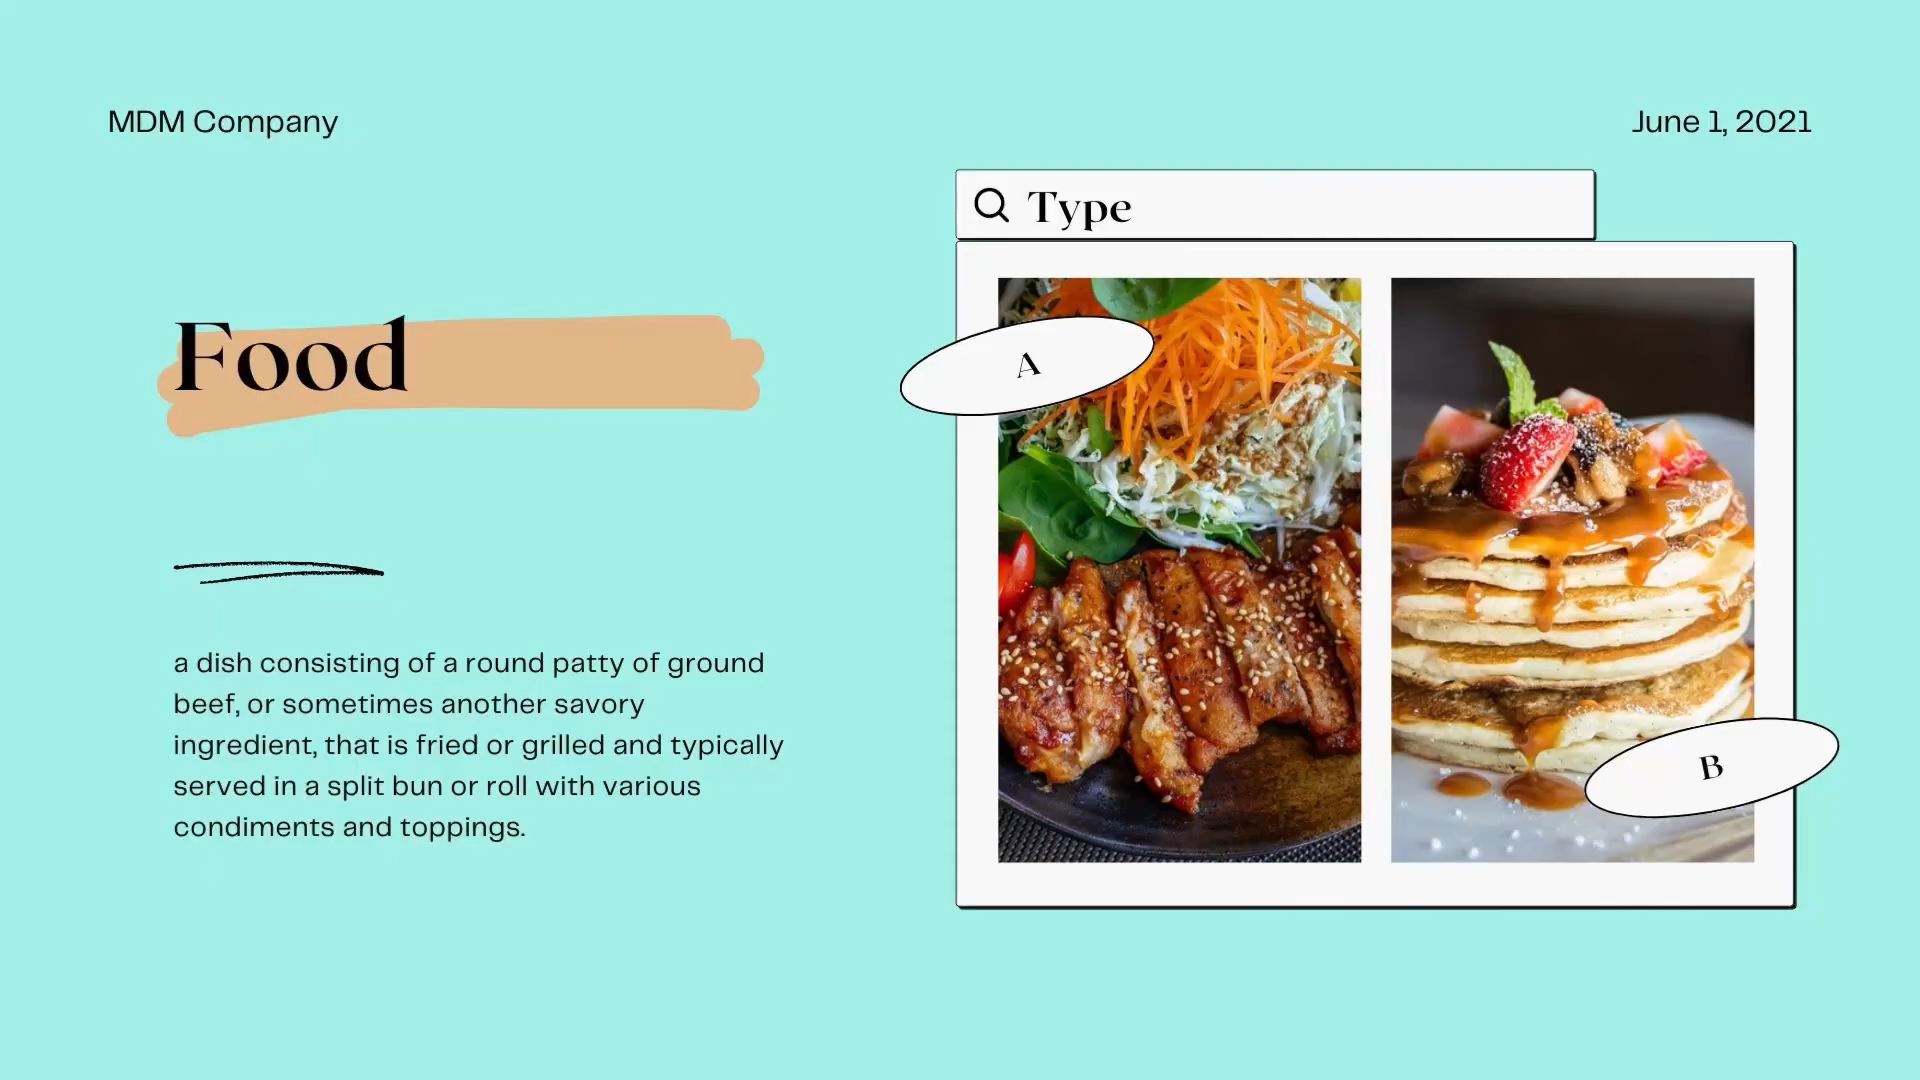 MDM Company
June 1, 2021
Type
Food
A
B
a dish consisting of a round patty of ground
beef, or sometimes another savory
ingredient, that is fried or grilled and typically
served in a split bun or roll with various
condiments and toppings.